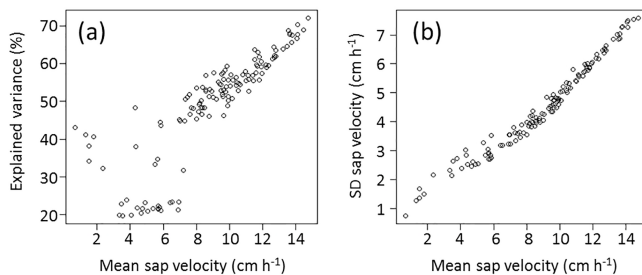 (a)
Explained variance (%)
70
60
50
40
30
20
2 4 6 8 10 12 14
Mean sap velocity (cm h⁻¹)
(b)
SD sap velocity (cm h⁻¹)
7
6
5
4
3
2
1
2 4 6 8 10 12 14
Mean sap velocity (cm h⁻¹)